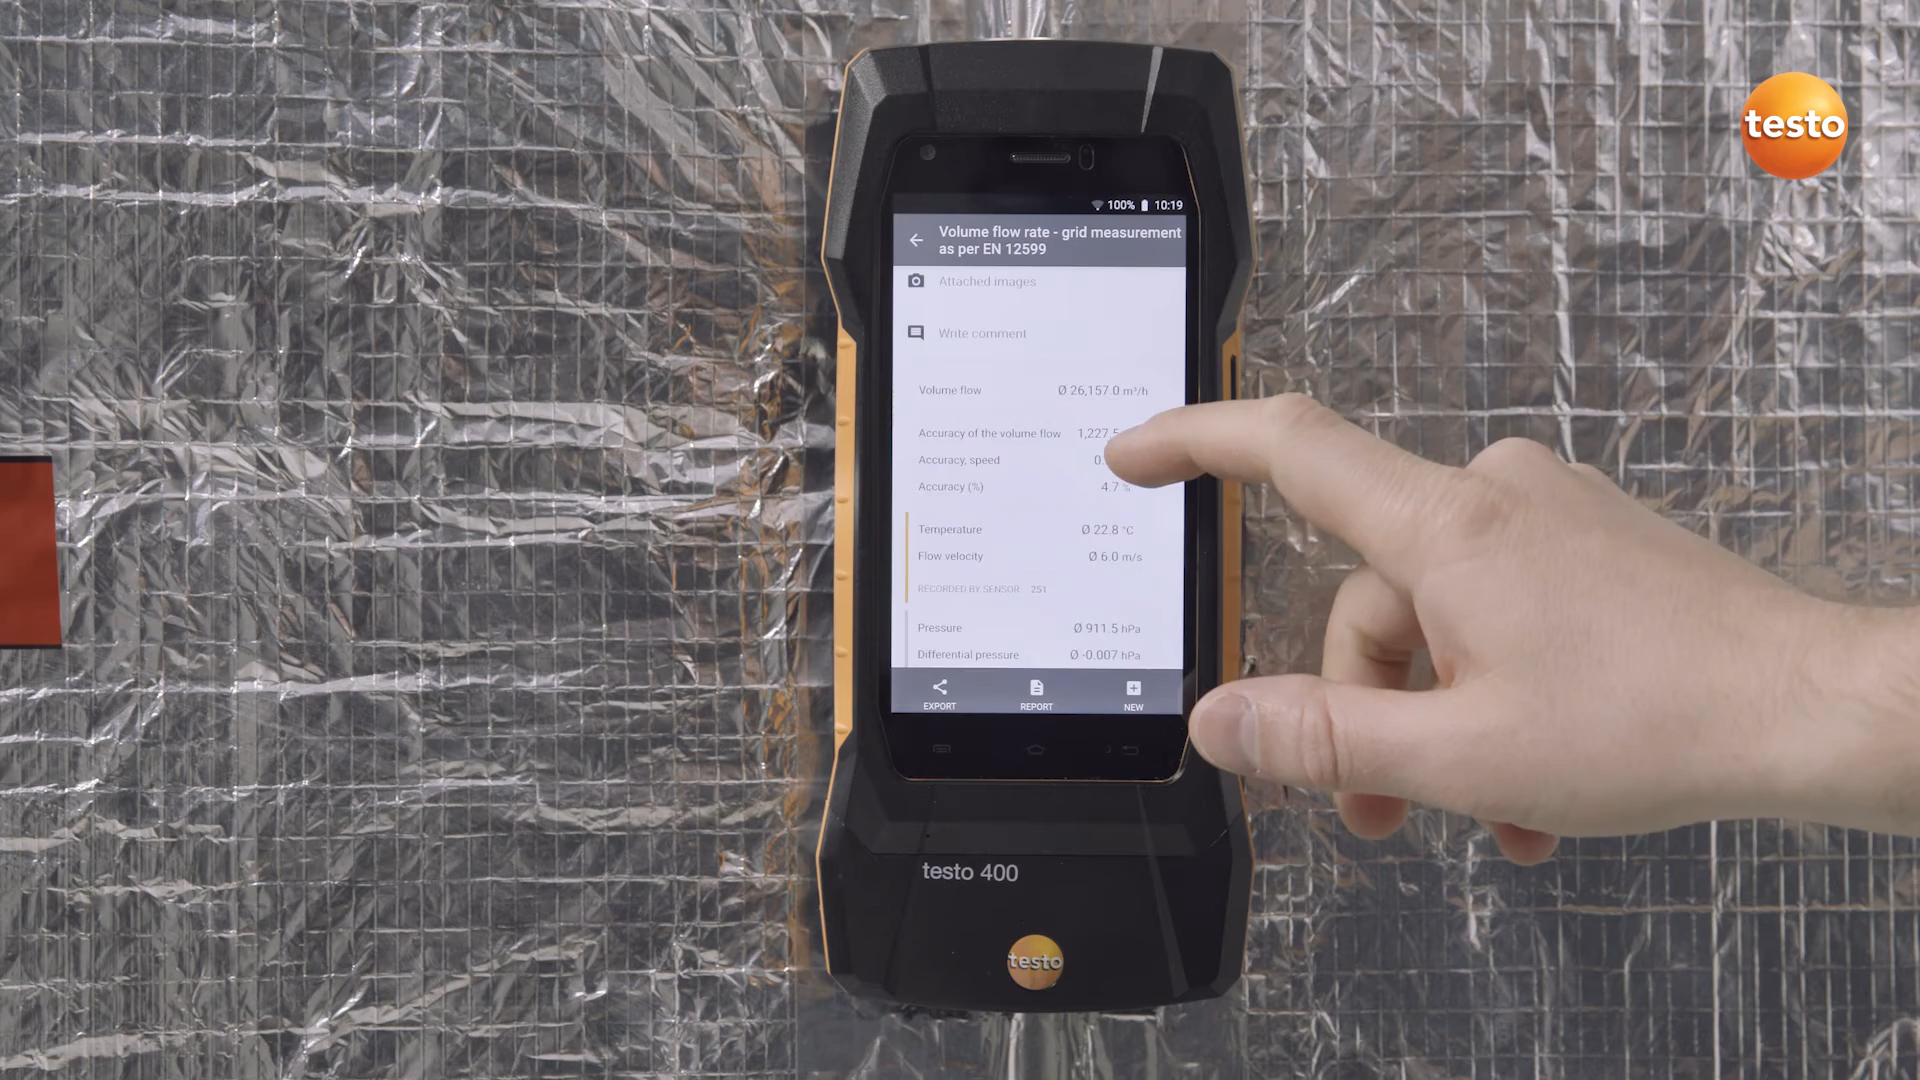 testo
100% 10:19
Volume flow rate - grid measurement
as per EN 12599
Attached images
Write comment
Volume flow Ø 26,157.0 m³/h
Accuracy of the volume flow 1,227.5
Accuracy, speed 0.
Accuracy (%) 4.7 %
Temperature Ø 22.8 °C
Flow velocity Ø 6.0 m/s
RECORDED BY SENSOR 251
Pressure Ø 911.5 hPa
Differential pressure Ø -0.007 hPa
EXPORT REPORT NEW
testo 400
testo